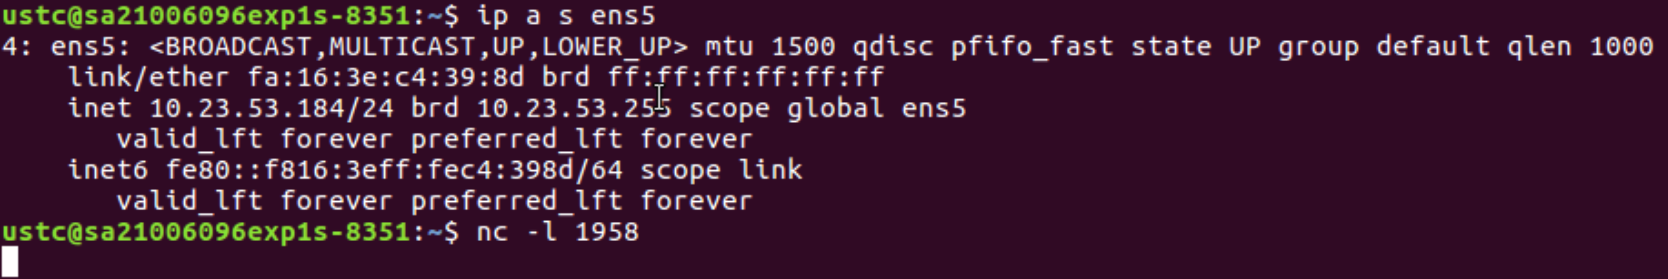 ustc@sa21006096exp1s-8351:~$ ip a s ens5
4: ens5: <BROADCAST,MULTICAST,UP,LOWER_UP> mtu 1500 qdisc pfifo_fast state UP group default qlen 1000
    link/ether fa:16:3e:c4:39:8d brd ff:ff:ff:ff:ff:ff
    inet 10.23.53.184/24 brd 10.23.53.255 scope global ens5
       valid_lft forever preferred_lft forever
    inet6 fe80::f816:3eff:fec4:398d/64 scope link
       valid_lft forever preferred_lft forever
ustc@sa21006096exp1s-8351:~$ nc -l 1958